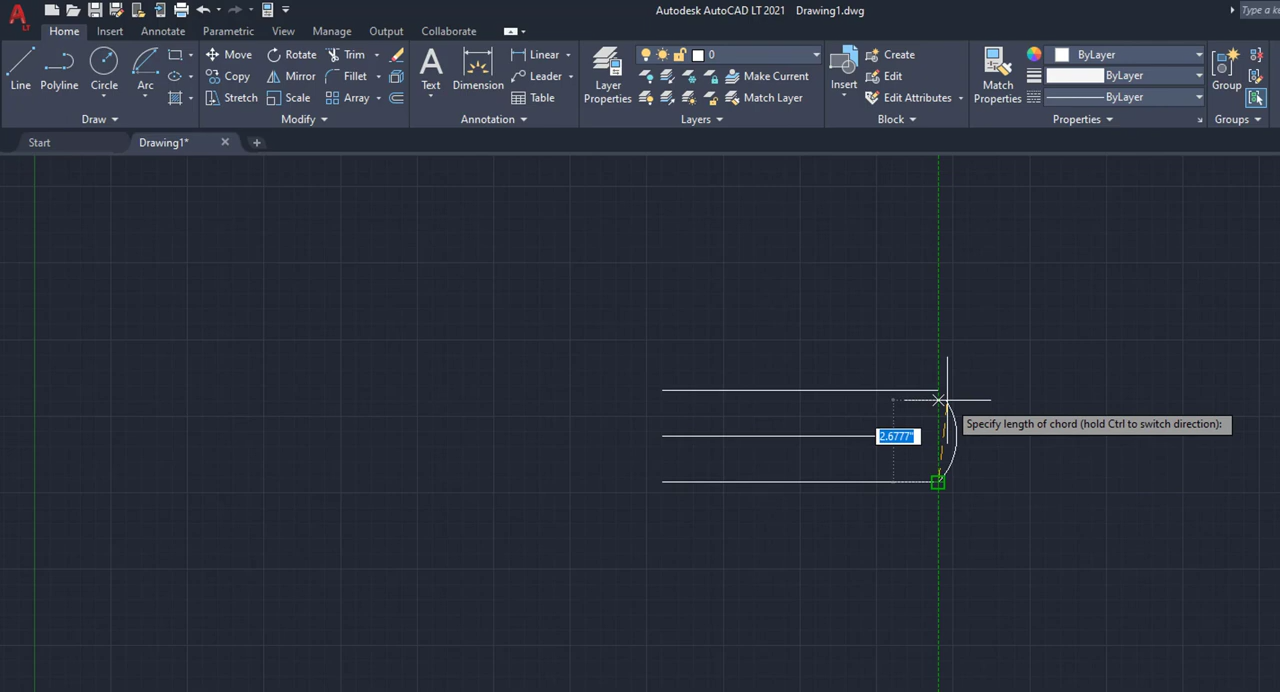 Autodesk AutoCAD LT 2021 Drawing1.dwg Type a ke
LT
Home Insert Annotate Parametric View Manage Output Collaborate
Line Polyline Circle Arc
Move Rotate Trim
Copy Mirror Fillet
Stretch Scale Array
Text Dimension
Linear
Leader
Table
Layer Properties
0
Make Current
Match Layer
Insert
Create
Edit
Edit Attributes
Match Properties
ByLayer
ByLayer
ByLayer
Group
Draw Modify Annotation Layers Block Properties Groups
Start Drawing1*
Specify length of chord (hold Ctrl to switch direction):
2.6777"